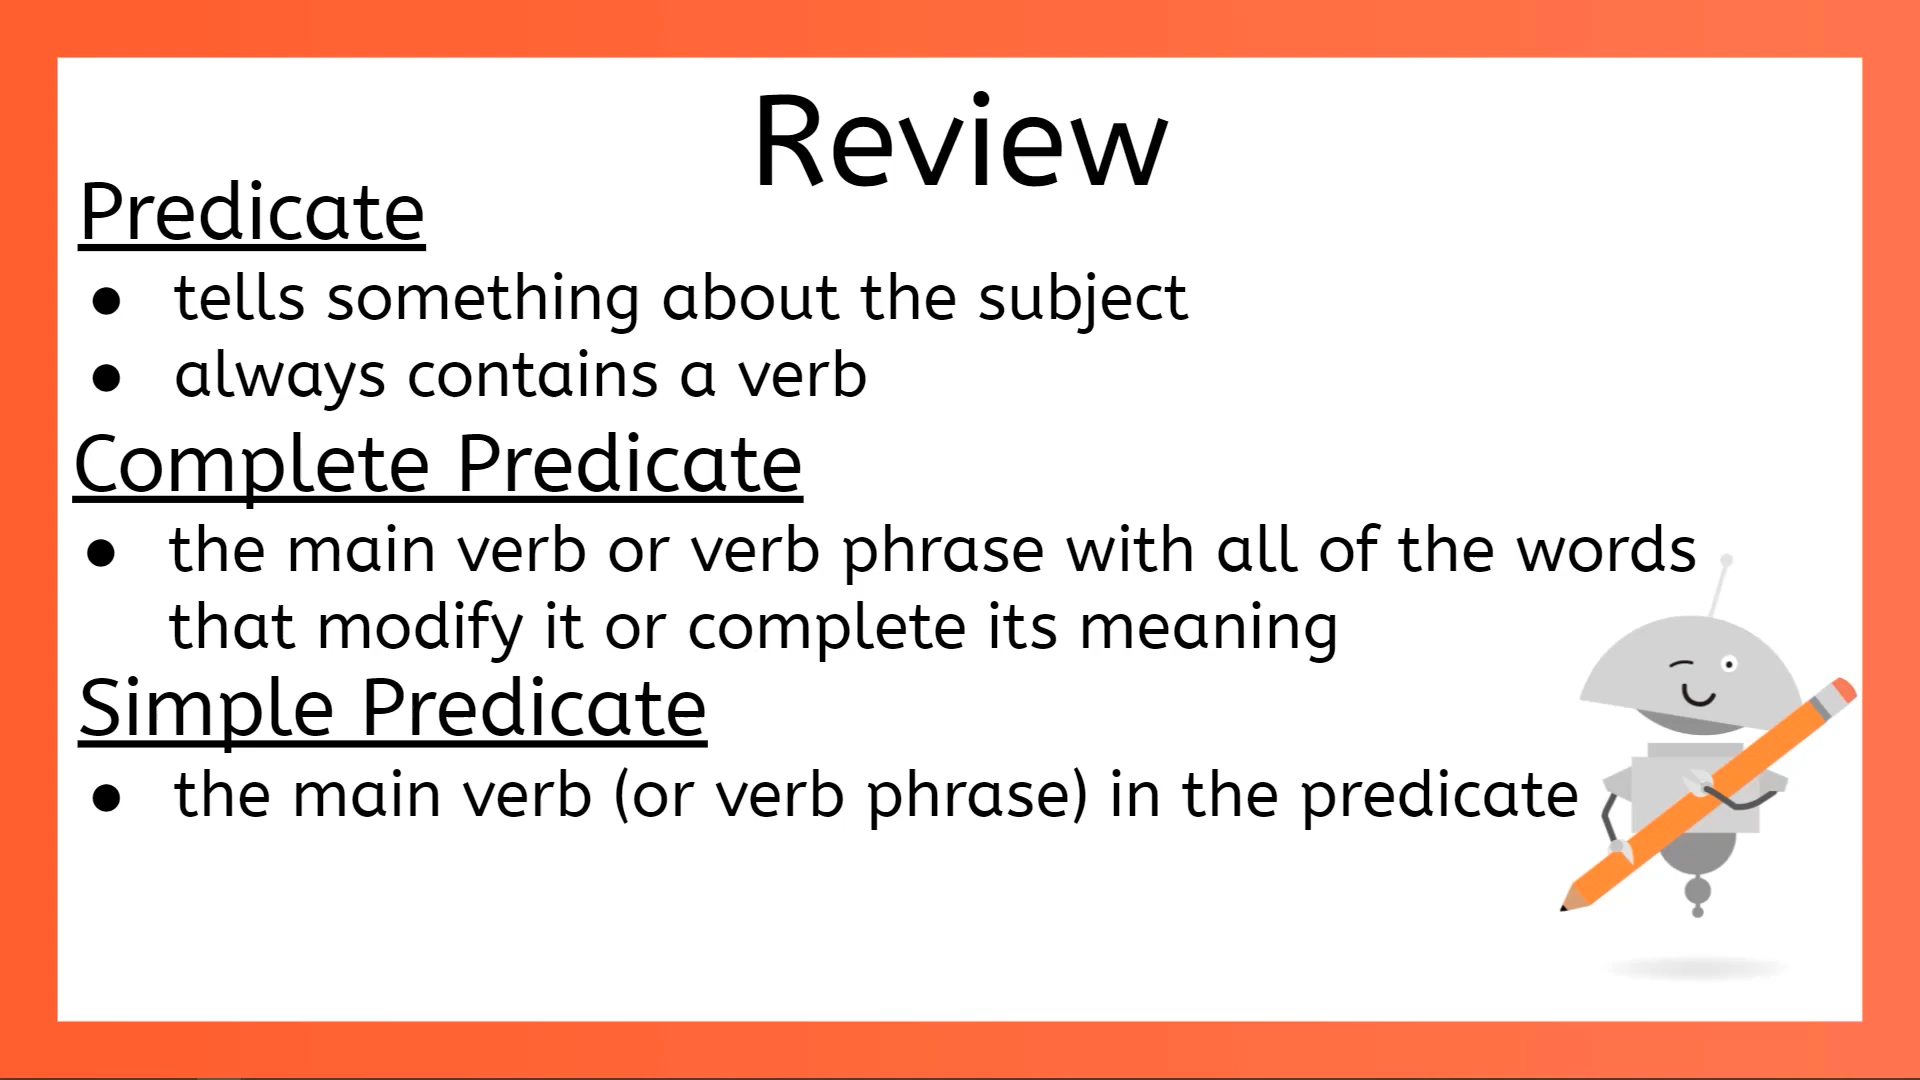 Review
Predicate
● tells something about the subject
● always contains a verb
Complete Predicate
● the main verb or verb phrase with all of the words
that modify it or complete its meaning
Simple Predicate
● the main verb (or verb phrase) in the predicate